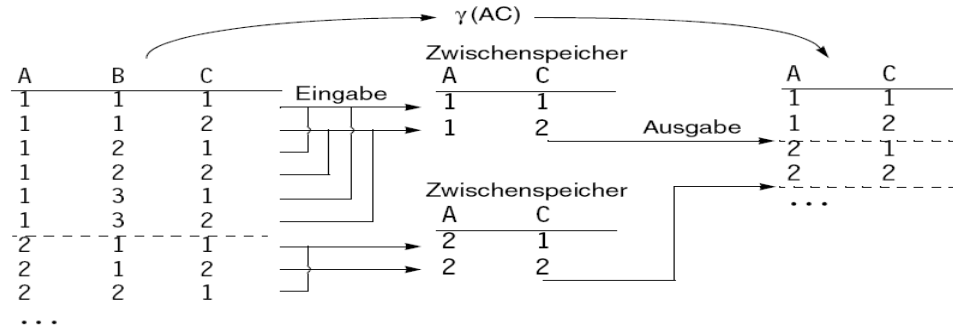 γ(AC)
A B C
1 1 1
1 1 2
1 2 1
1 2 2
1 3 1
1 3 2
2 1 1
2 1 2
2 2 1
...
Eingabe
Zwischenspeicher
A C
1 1
1 2
Ausgabe
Zwischenspeicher
A C
2 1
2 2
A C
1 1
1 2
2 1
2 2
...